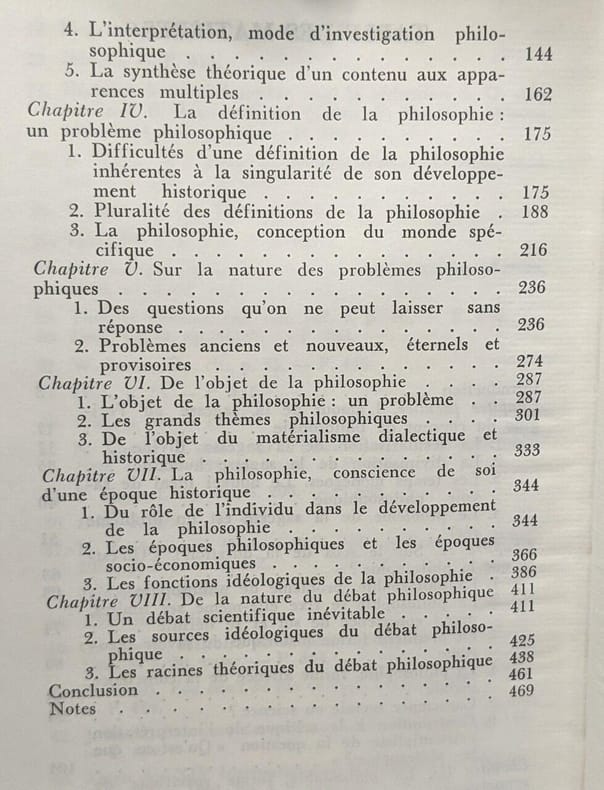 4. L'interprétation, mode d'investigation philo-
sophique . . . . . . . . . . . . . 144
5. La synthèse théorique d'un contenu aux appa-
rences multiples . . . . . . . . . . 162
Chapitre IV. La définition de la philosophie :
un problème philosophique . . . . . . . . . 175
1. Difficultés d'une définition de la philosophie
inhérentes à la singularité de son développe-
ment historique . . . . . . . . . . 175
2. Pluralité des définitions de la philosophie . 188
3. La philosophie, conception du monde spé-
cifique . . . . . . . . . . . . . . 216
Chapitre V. Sur la nature des problèmes philoso-
phiques . . . . . . . . . . . . . . . . 236
1. Des questions qu'on ne peut laisser sans
réponse . . . . . . . . . . . . . . 236
2. Problèmes anciens et nouveaux, éternels et
provisoires . . . . . . . . . . . . 274
Chapitre VI. De l'objet de la philosophie . . . . 287
1. L'objet de la philosophie : un problème . . 287
2. Les grands thèmes philosophiques . . . . 301
3. De l'objet du matérialisme dialectique et
historique . . . . . . . . . . . . . 333
Chapitre VII. La philosophie, conscience de soi
d'une époque historique . . . . . . . . . . 344
1. Du rôle de l'individu dans le développement
de la philosophie . . . . . . . . . 344
2. Les époques philosophiques et les époques
socio-économiques . . . . . . . . . 366
3. Les fonctions idéologiques de la philosophie . 386
Chapitre VIII. De la nature du débat philosophique 411
1. Un débat scientifique inévitable . . . . . 411
2. Les sources idéologiques du débat philoso-
phique . . . . . . . . . . . . . . 425
3. Les racines théoriques du débat philosophique 438
Conclusion . . . . . . . . . . . . . . . 461
Notes . . . . . . . . . . . . . . . . . 469